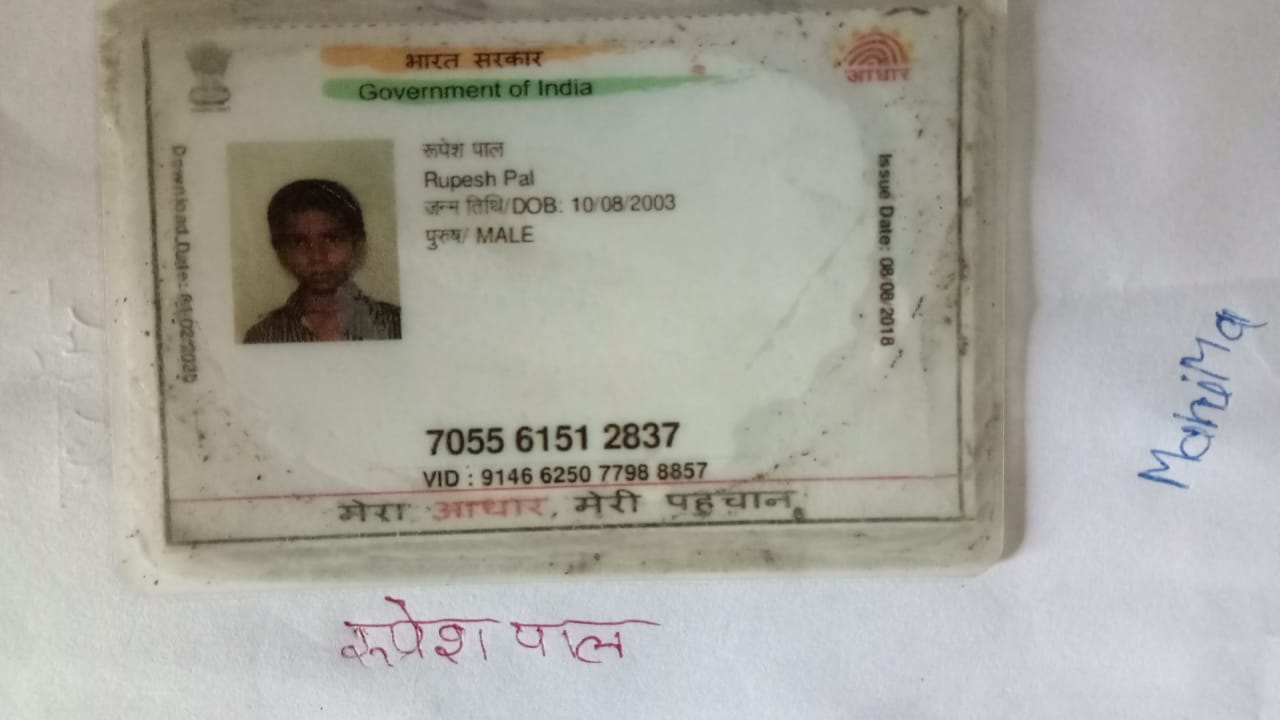 भारत सरकार
Government of India
आधार
रूपेश पाल
Rupesh Pal
जन्म तिथि/DOB: 10/08/2003
पुरुष/ MALE
Download Date:
Issue Date: 08/08/2018
7055 6151 2837
VID : 9146 6250 7798 8857
मेरा आधार, मेरी पहचान
रूपेश पाल
MahiMa